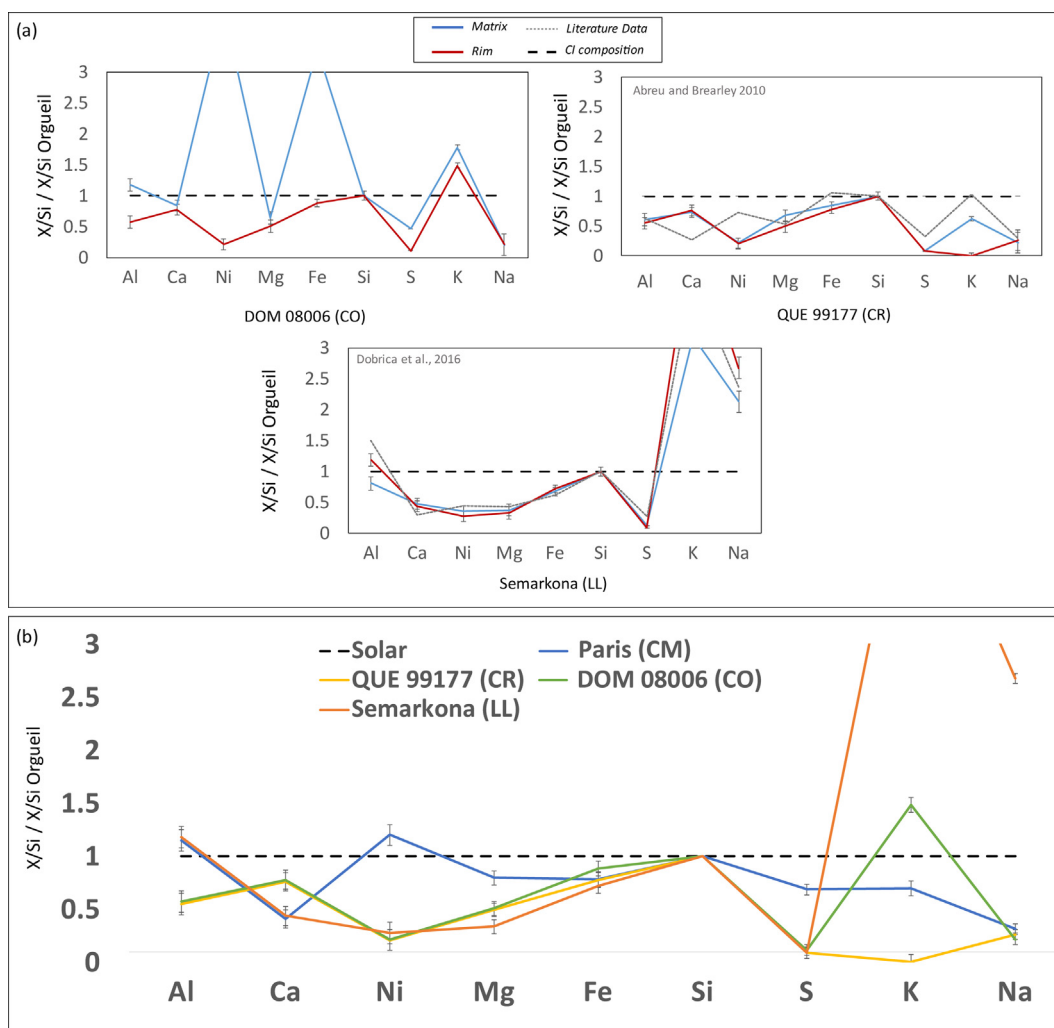 (a)
Matrix
Literature Data
Rim
CI composition
X/Si / X/Si Orgueil
3
2.5
2
1.5
1
0.5
0
Al Ca Ni Mg Fe Si S K Na
DOM 08006 (CO)
X/Si / X/Si Orgueil
3
2.5
2
1.5
1
0.5
0
Abreu and Brearley 2010
Al Ca Ni Mg Fe Si S K Na
QUE 99177 (CR)
X/Si / X/Si Orgueil
3
2.5
2
1.5
1
0.5
0
Dobrica et al., 2016
Al Ca Ni Mg Fe Si S K Na
Semarkona (LL)
(b)
Solar
Paris (CM)
QUE 99177 (CR)
DOM 08006 (CO)
Semarkona (LL)
X/Si / X/Si Orgueil
3
2.5
2
1.5
1
0.5
0
Al Ca Ni Mg Fe Si S K Na